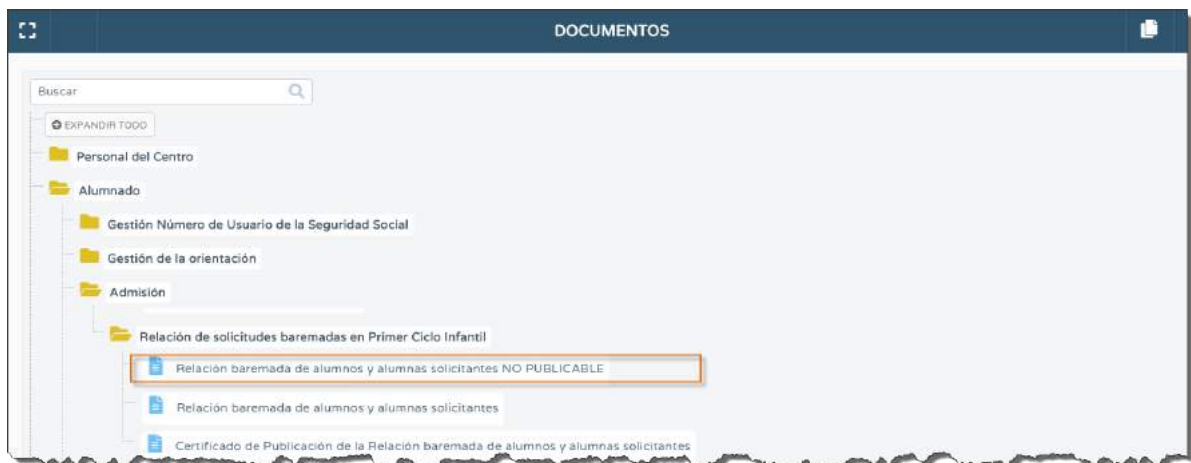 DOCUMENTOS
Buscar
EXPANDIR TODO
Personal del Centro
Alumnado
Gestión Número de Usuario de la Seguridad Social
Gestión de la orientación
Admisión
Relación de solicitudes baremadas en Primer Ciclo Infantil
Relación baremada de alumnos y alumnas solicitantes NO PUBLICABLE
Relación baremada de alumnos y alumnas solicitantes
Certificado de Publicación de la Relación baremada de alumnos y alumnas solicitantes